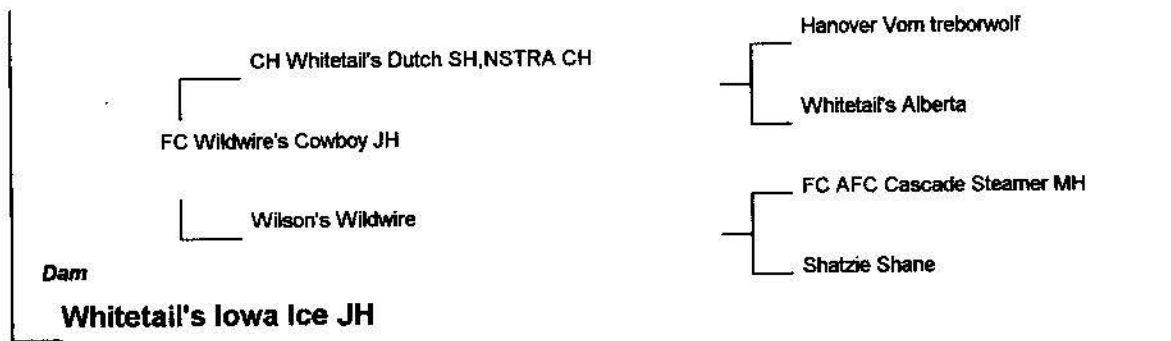 Hanover Vom treborwolf
CH Whitetail's Dutch SH,NSTRA CH
Whitetail's Alberta
FC Wildwire's Cowboy JH
FC AFC Cascade Steamer MH
Wilson's Wildwire
Shatzie Shane
Dam
Whitetail's Iowa Ice JH